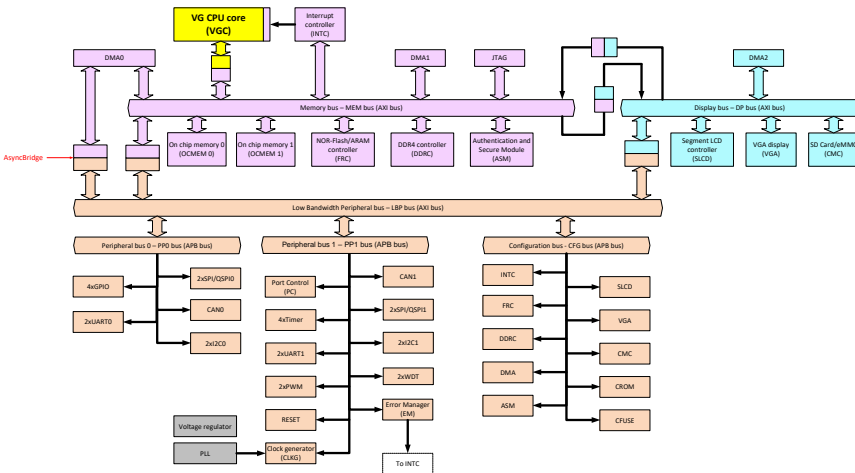 VG CPU core
(VGC)
Interrupt
controller
(INTC)
DMA0
DMA1
JTAG
DMA2
Memory bus – MEM bus (AXI bus)
Display bus – DP bus (AXI bus)
On chip memory 0
(OCMEM 0)
On chip memory 1
(OCMEM 1)
NOR-Flash/ARAM
controller
(FRC)
DDR4 controller
(DDRC)
Authentication and
Secure Module
(ASM)
Segment LCD
controller
(SLCD)
VGA display
(VGA)
SD Card/eMMC
(CMC)
AsyncBridge
Low Bandwidth Peripheral bus – LBP bus (AXI bus)
Peripheral bus 0 – PP0 bus (APB bus)
Peripheral bus 1 – PP1 bus (APB bus)
Configuration bus - CFG bus (APB bus)
4xGPIO
2xUART0
2xSPI/QSPI0
CAN0
2xI2C0
Port Control
(PC)
4xTimer
2xUART1
2xPWM
RESET
Clock generator
(CLKG)
CAN1
2xSPI/QSPI1
2xI2C1
2xWDT
Error Manager
(EM)
To INTC
Voltage regulator
PLL
INTC
FRC
DDRC
DMA
ASM
SLCD
VGA
CMC
CROM
CFUSE